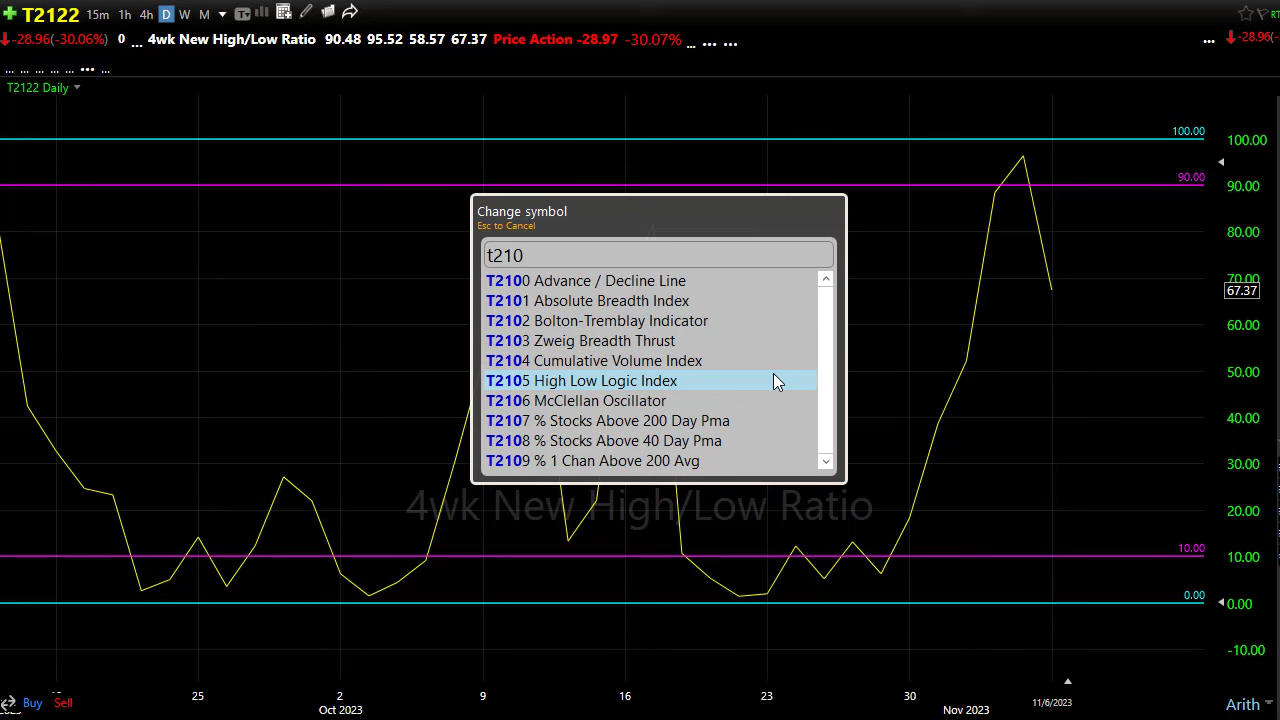 T2122 15m 1h 4h D W M
RT
-28.96(-30.06%) 0 ... 4wk New High/Low Ratio 90.48 95.52 58.57 67.37 Price Action -28.97 -30.07% ... ... ... ... -28.96(-
... ... ... ... ... ... ...
T2122 Daily
100.00
100.00
90.00
90.00
80.00
70.00
67.37
60.00
50.00
40.00
30.00
20.00
10.00
10.00
0.00
0.00
-10.00
Change symbol
Esc to Cancel
t210
T2100 Advance / Decline Line
T2101 Absolute Breadth Index
T2102 Bolton-Tremblay Indicator
T2103 Zweig Breadth Thrust
T2104 Cumulative Volume Index
T2105 High Low Logic Index
T2106 McClellan Oscillator
T2107 % Stocks Above 200 Day Pma
T2108 % Stocks Above 40 Day Pma
T2109 % 1 Chan Above 200 Avg
4wk New High/Low Ratio
25 2 9 16 23 30
Buy Sell Oct 2023 Nov 2023 11/6/2023 Arith